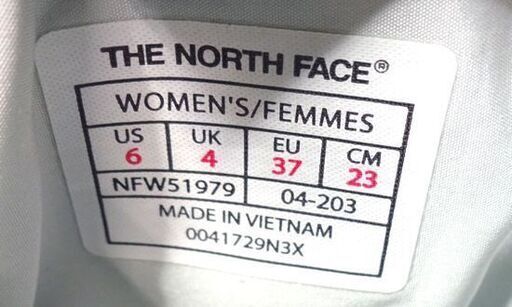 THE NORTH FACE®
WOMEN'S/FEMMES
US UK EU CM
6 4 37 23
NFW51979 04-203
MADE IN VIETNAM
0041729N3X